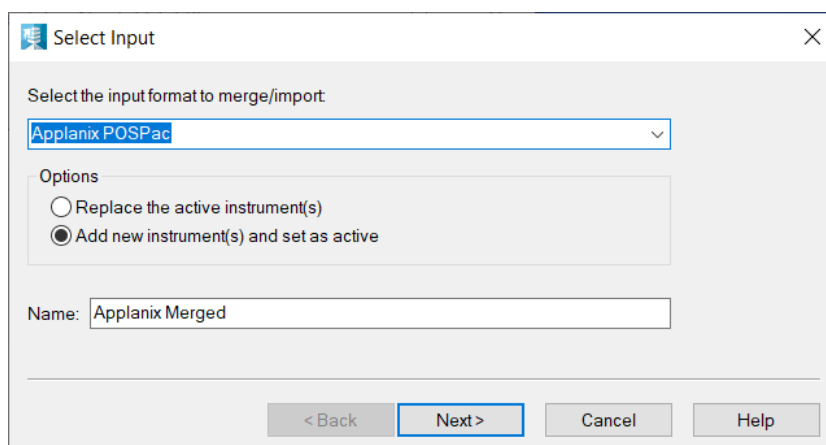 Select Input
Select the input format to merge/import:
Applanix POSPac
Options
Replace the active instrument(s)
Add new instrument(s) and set as active
Name: Applanix Merged
< Back Next > Cancel Help